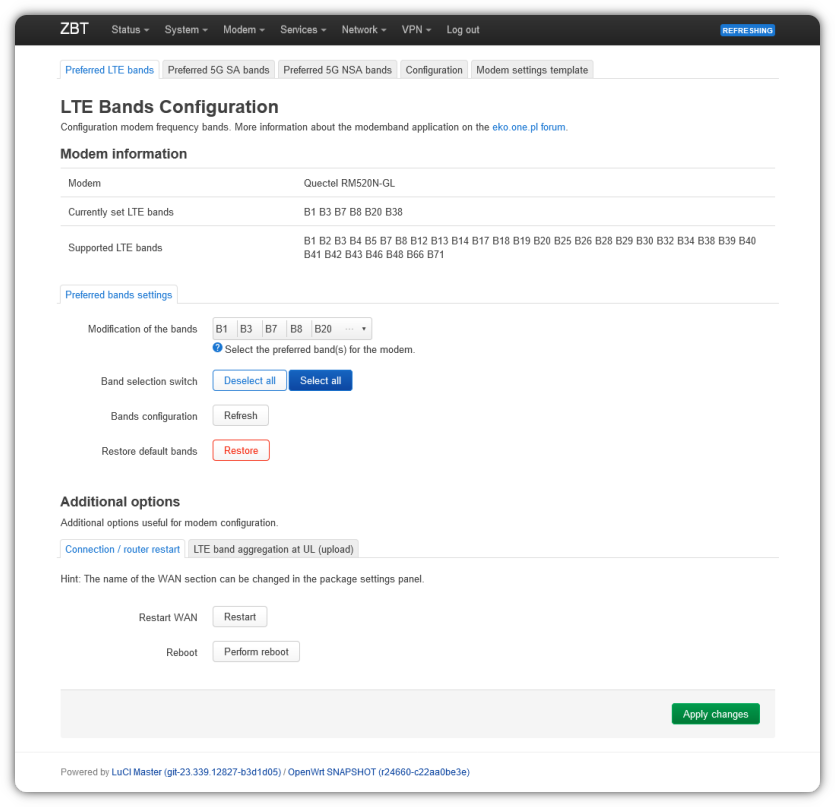 ZBT Status System Modem Services Network VPN Log out REFRESHING
Preferred LTE bands Preferred 5G SA bands Preferred 5G NSA bands Configuration Modem settings template
LTE Bands Configuration
Configuration modem frequency bands. More information about the modemband application on the eko.one.pl forum.
Modem information
Modem Quectel RM520N-GL
Currently set LTE bands B1 B3 B7 B8 B20 B38
Supported LTE bands B1 B2 B3 B4 B5 B7 B8 B12 B13 B14 B17 B18 B19 B20 B25 B26 B28 B29 B30 B32 B34 B38 B39 B40
B41 B42 B43 B46 B48 B66 B71
Preferred bands settings
Modification of the bands B1 B3 B7 B8 B20 ···
? Select the preferred band(s) for the modem.
Band selection switch Deselect all Select all
Bands configuration Refresh
Restore default bands Restore
Additional options
Additional options useful for modem configuration.
Connection / router restart LTE band aggregation at UL (upload)
Hint: The name of the WAN section can be changed in the package settings panel.
Restart WAN Restart
Reboot Perform reboot
Apply changes
Powered by LuCI Master (git-23.339.12827-b3d1d05) / OpenWrt SNAPSHOT (r24660-c22aa0be3e)